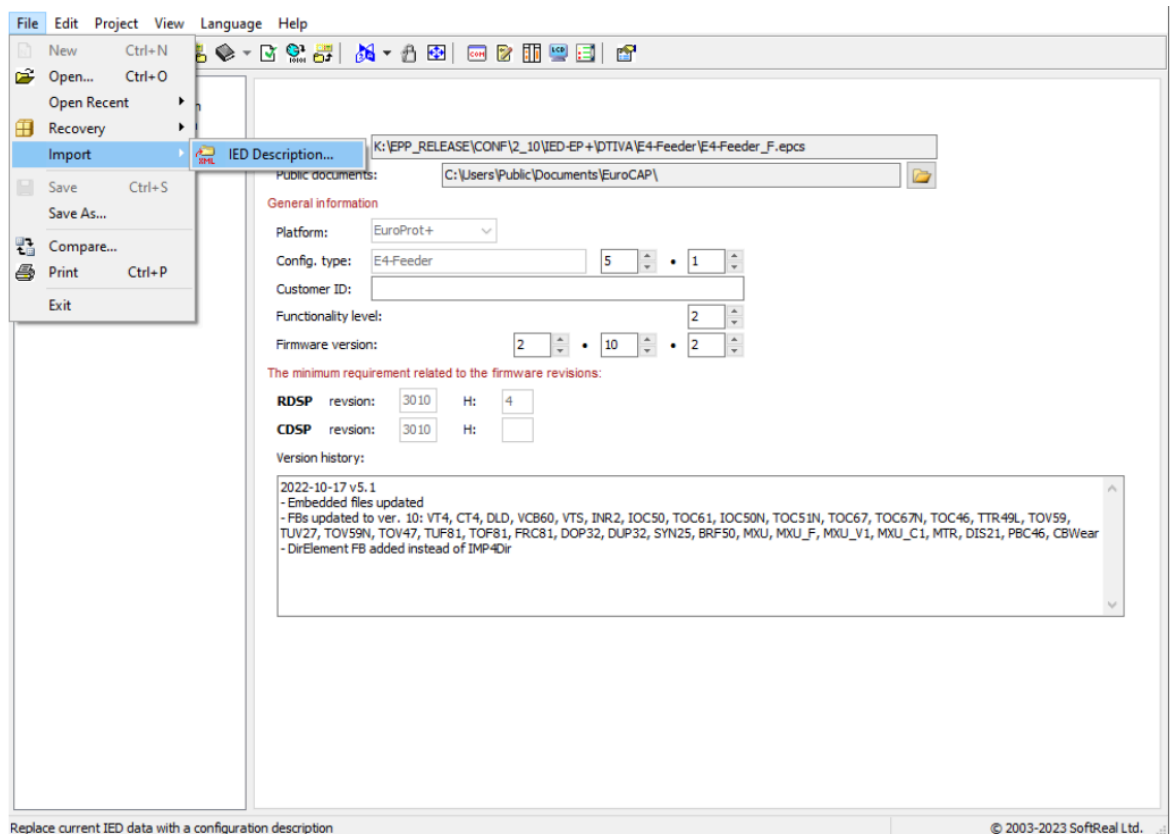 File Edit Project View Language Help
New Ctrl+N
Open... Ctrl+O
Open Recent
Recovery
Import
IED Description...
Save Ctrl+S
Save As...
Compare...
Print Ctrl+P
Exit
K:\EPP_RELEASE\CONF\2_10\IED-EP+\DTIVA\E4-Feeder\E4-Feeder_F.epcs
Public documents: C:\Users\Public\Documents\EuroCAP\
General information
Platform: EuroProt+
Config. type: E4-Feeder 5 • 1
Customer ID:
Functionality level: 2
Firmware version: 2 • 10 • 2
The minimum requirement related to the firmware revisions:
RDSP revsion: 3010 H: 4
CDSP revsion: 3010 H:
Version history:
2022-10-17 v5.1
- Embedded files updated
- FBs updated to ver. 10: VT4, CT4, DLD, VCB60, VTS, INR2, IOC50, TOC61, IOC50N, TOC51N, TOC67, TOC67N, TOC46, TTR49L, TOV59,
TUV27, TOV59N, TOV47, TUF81, TOF81, FRC81, DOP32, DUP32, SYN25, BRF50, MXU, MXU_F, MXU_V1, MXU_C1, MTR, DIS21, PBC46, CBWear
- DirElement FB added instead of IMP4Dir
Replace current IED data with a configuration description © 2003-2023 SoftReal Ltd.